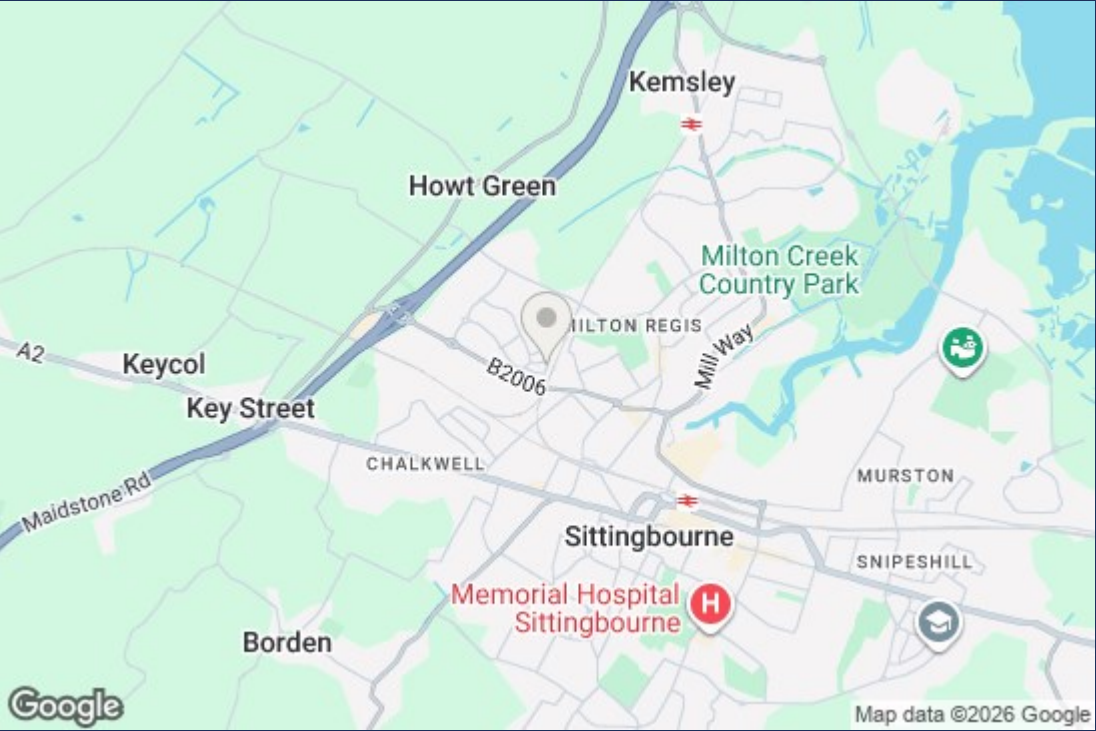 Kemsley
Howt Green
Milton Creek
Country Park
MILTON REGIS
A2
Keycol
B2006
Mill Way
Key Street
CHALKWELL
MURSTON
Maidstone Rd
Sittingbourne
SNIPESHILL
Memorial Hospital
Sittingbourne
H
Borden
Google
Map data ©2026 Google